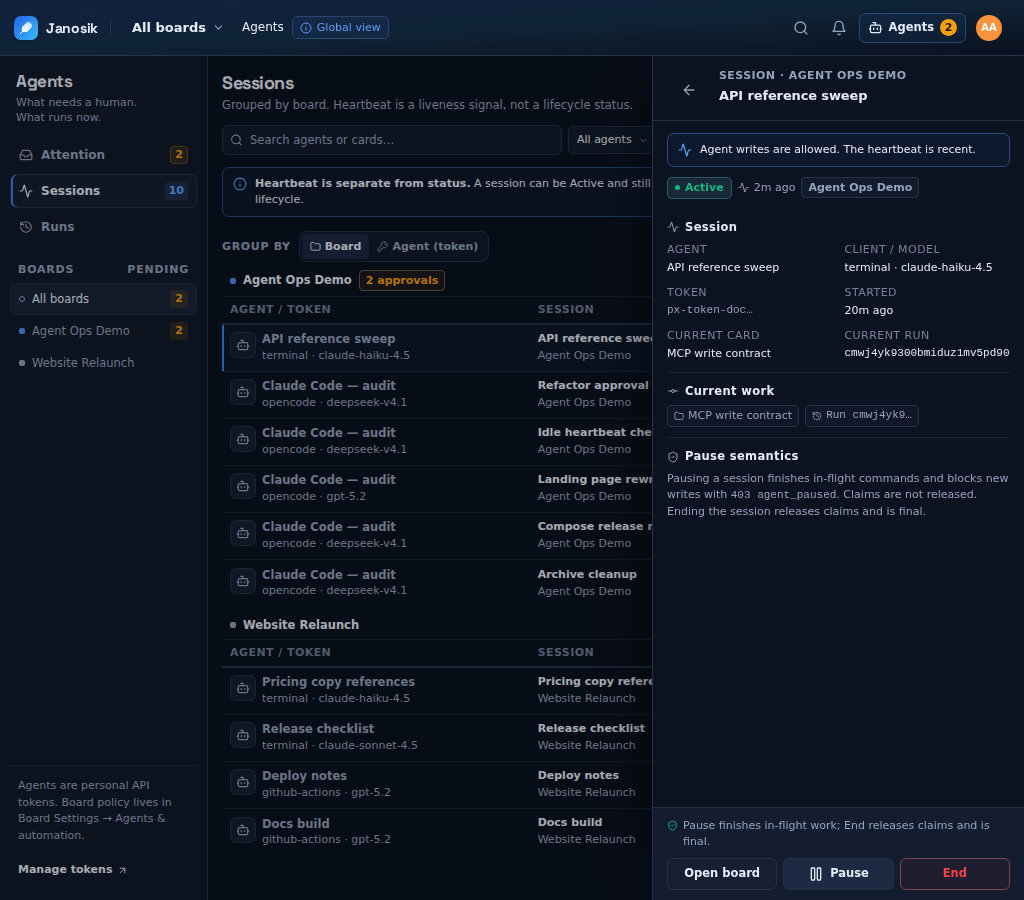 Janosik
All boards
Agents
Global view
Agents 2
AA
Agents
What needs a human.
What runs now.
Attention 2
Sessions 10
Runs
BOARDS PENDING
All boards 2
Agent Ops Demo 2
Website Relaunch
Agents are personal API
tokens. Board policy lives in
Board Settings → Agents &
automation.
Manage tokens
Sessions
Grouped by board. Heartbeat is a liveness signal, not a lifecycle status.
Search agents or cards…
All agents
Heartbeat is separate from status. A session can be Active and still
lifecycle.
GROUP BY Board Agent (token)
Agent Ops Demo 2 approvals
AGENT / TOKEN SESSION
API reference sweep
terminal · claude-haiku-4.5
API reference swee
Agent Ops Demo
Claude Code — audit
opencode · deepseek-v4.1
Refactor approval
Agent Ops Demo
Claude Code — audit
opencode · deepseek-v4.1
Idle heartbeat che
Agent Ops Demo
Claude Code — audit
opencode · gpt-5.2
Landing page rewr
Agent Ops Demo
Claude Code — audit
opencode · deepseek-v4.1
Compose release n
Agent Ops Demo
Claude Code — audit
opencode · deepseek-v4.1
Archive cleanup
Agent Ops Demo
Website Relaunch
AGENT / TOKEN SESSION
Pricing copy references
terminal · claude-haiku-4.5
Pricing copy refere
Website Relaunch
Release checklist
terminal · claude-sonnet-4.5
Release checklist
Website Relaunch
Deploy notes
github-actions · gpt-5.2
Deploy notes
Website Relaunch
Docs build
github-actions · gpt-5.2
Docs build
Website Relaunch
SESSION · AGENT OPS DEMO
API reference sweep
Agent writes are allowed. The heartbeat is recent.
Active 2m ago Agent Ops Demo
Session
AGENT
API reference sweep
CLIENT / MODEL
terminal · claude-haiku-4.5
TOKEN
px-token-doc…
STARTED
20m ago
CURRENT CARD
MCP write contract
CURRENT RUN
cmwj4yk9300bmiduz1mv5pd90
Current work
MCP write contract
Run cmwj4yk9…
Pause semantics
Pausing a session finishes in-flight commands and blocks new
writes with 403 agent_paused. Claims are not released.
Ending the session releases claims and is final.
Pause finishes in-flight work; End releases claims and is
final.
Open board
Pause
End